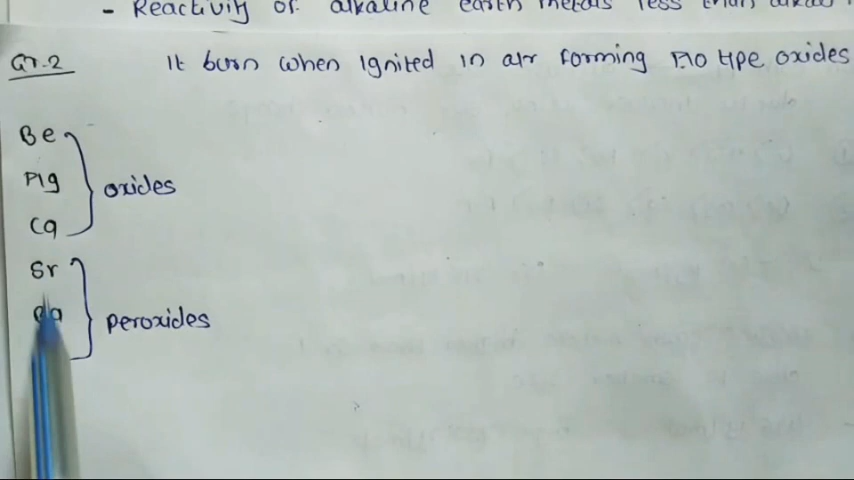 - Reactivity of alkaline earth metals less than
Gr.2 It burn when Ignited in air forming MO type oxides
Be
Mg
oxides
Ca
Sr
peroxides